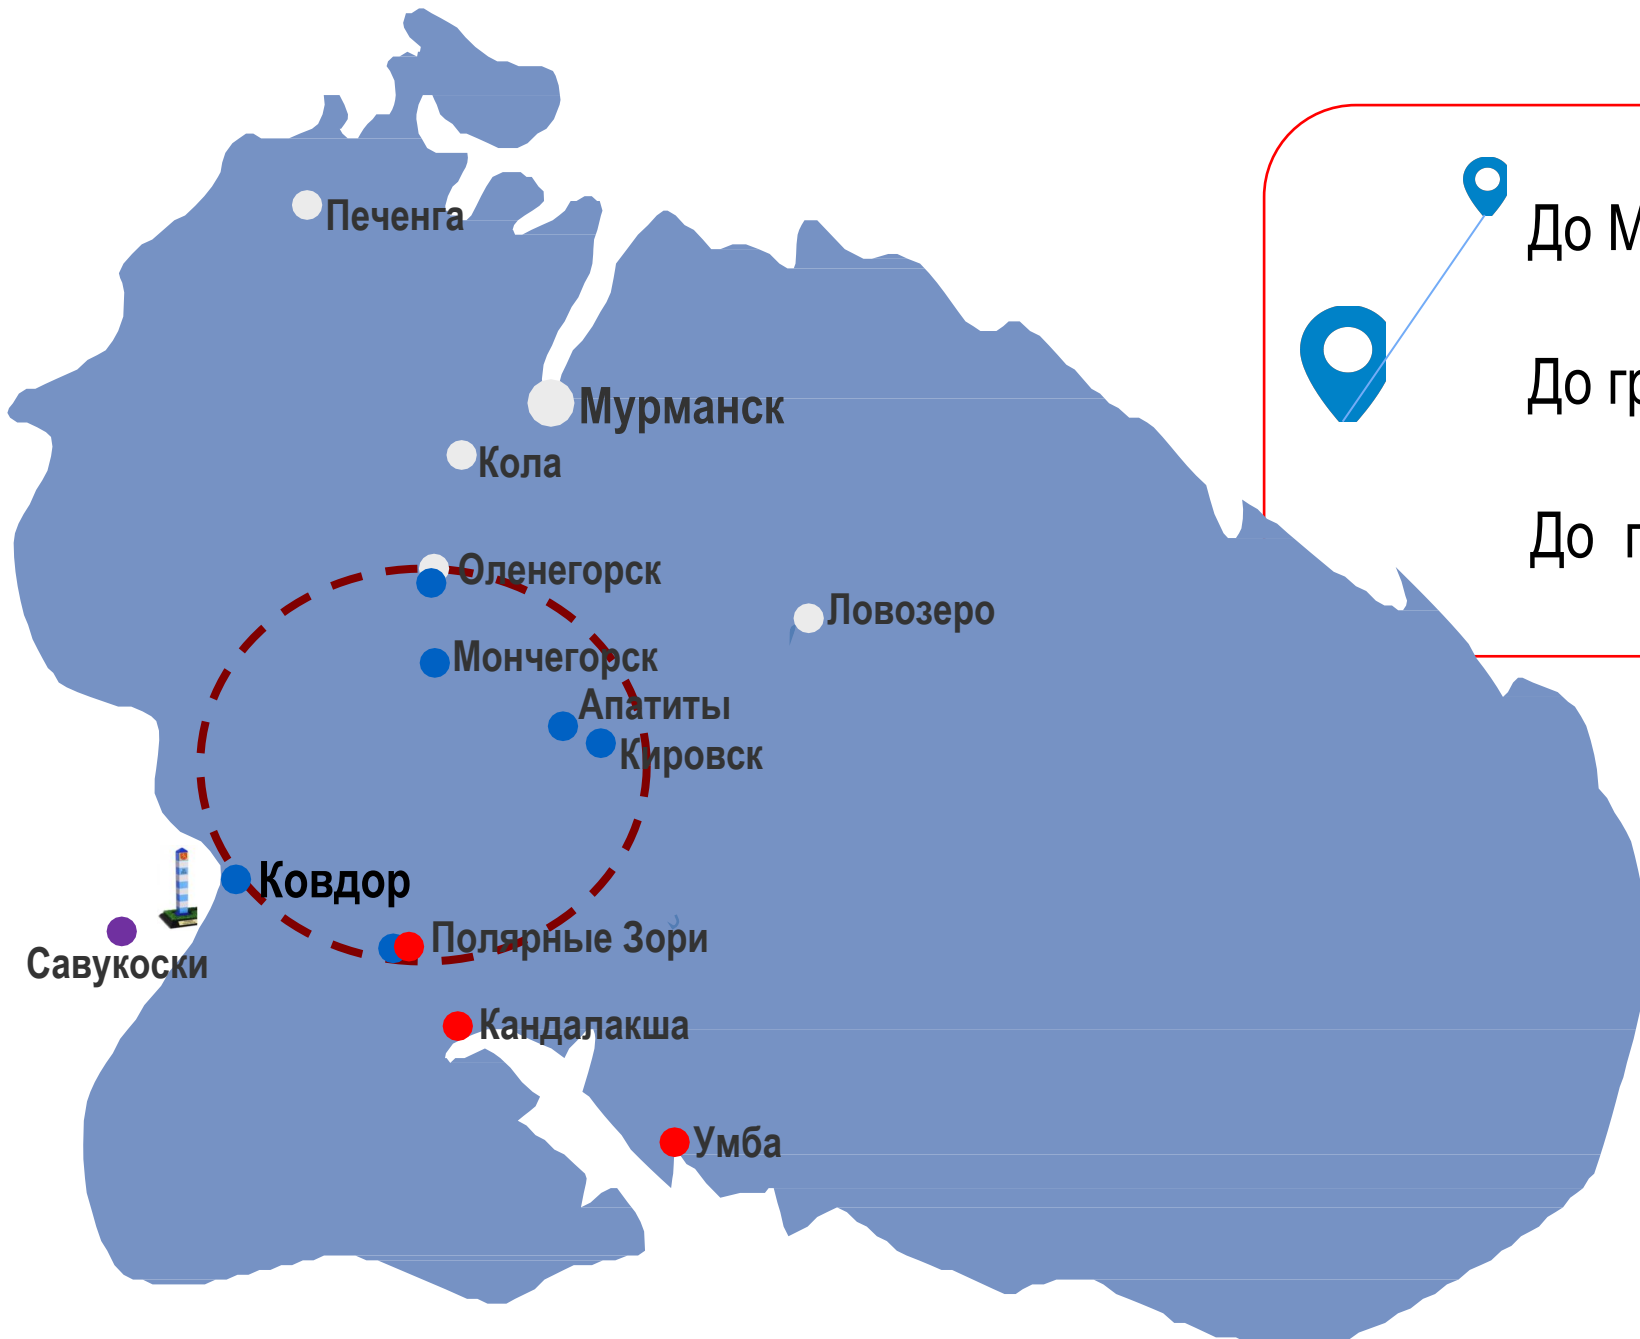 Печенга
До
Мурманск
До
Кола
До
Оленегорск
Ловозеро
Мончегорск
Апатиты
Кировск
Ковдор
Полярные Зори
Савукоски
Кандалакша
Умба